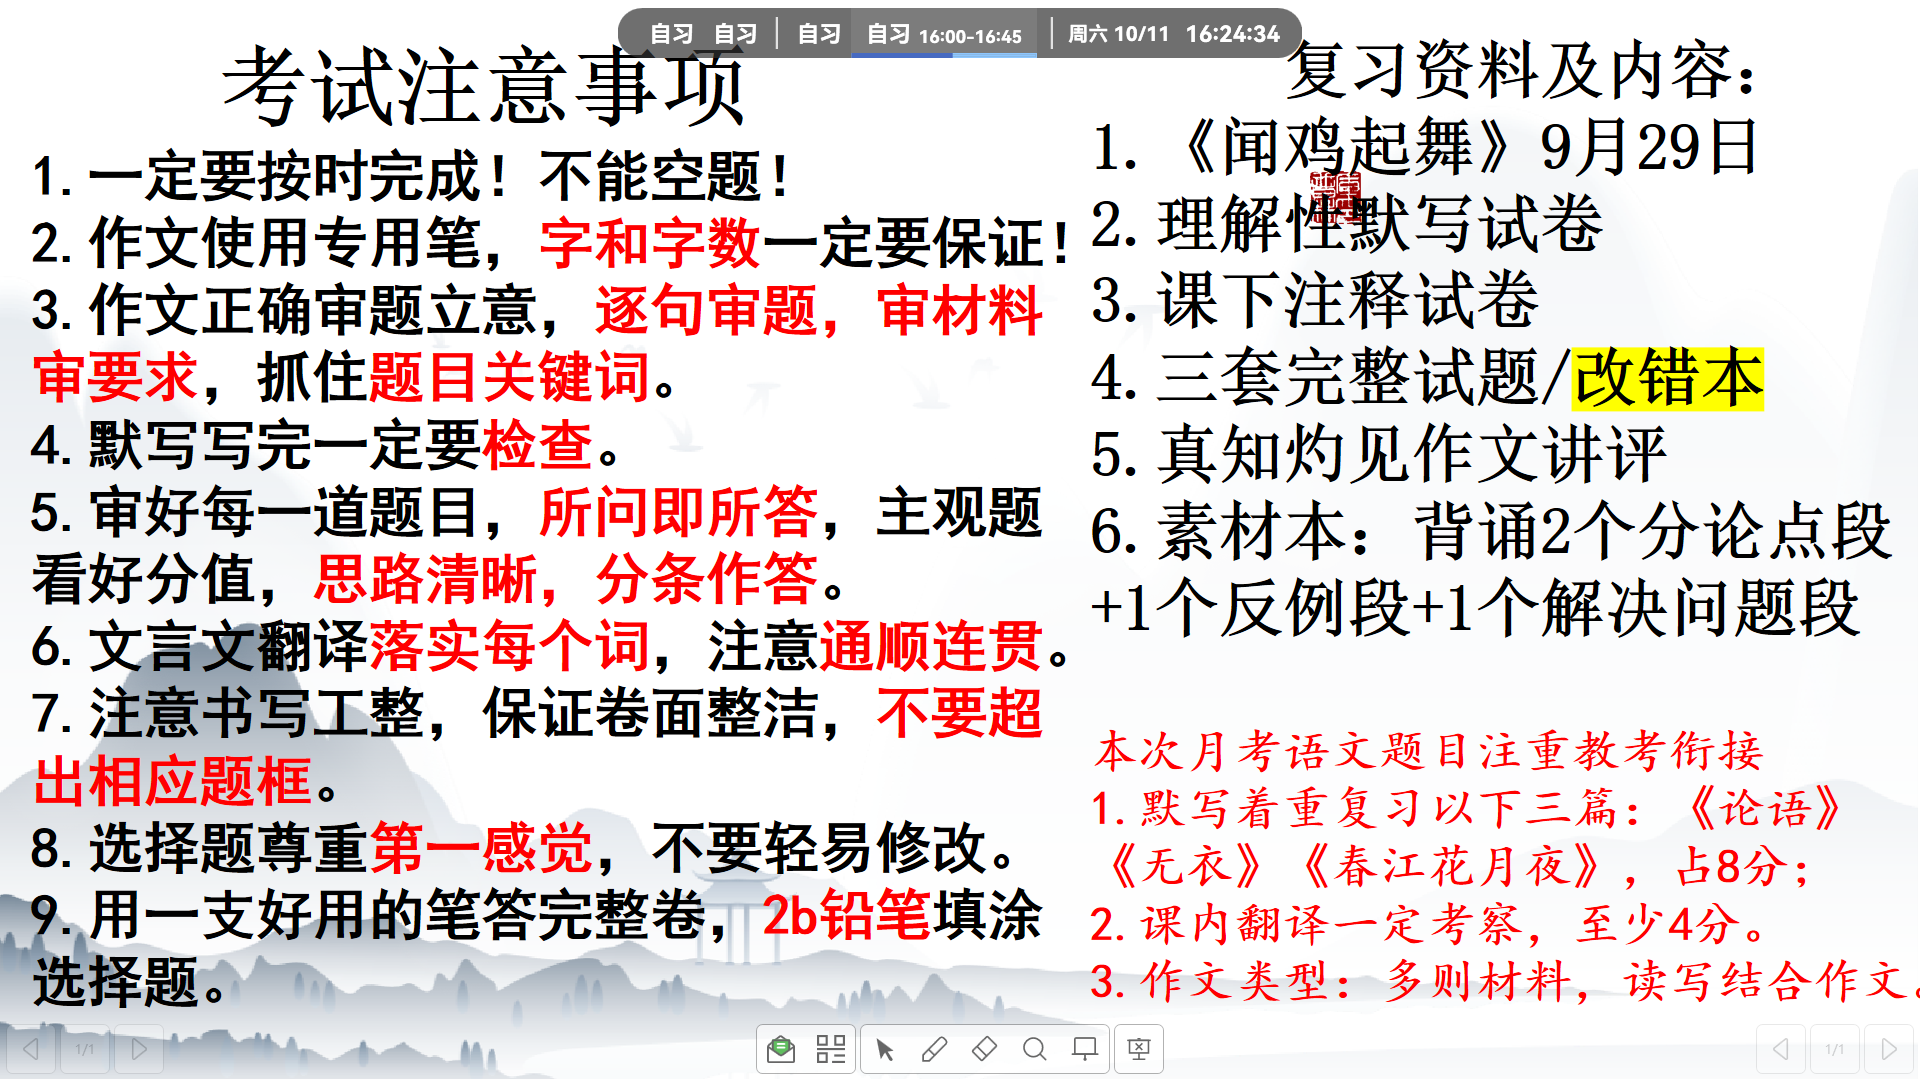 自习 自习 自习 自习 16:00-16:45 周六 10/11 16:24:34
考试注意事项
1.一定要按时完成！不能空题！
2.作文使用专用笔，字和字数一定要保证！
3.作文正确审题立意，逐句审题，审材料
审要求，抓住题目关键词。
4.默写写完一定要检查。
5.审好每一道题目，所问即所答，主观题
看好分值，思路清晰，分条作答。
6.文言文翻译落实每个词，注意通顺连贯。
7.注意书写工整，保证卷面整洁，不要超
出相应题框。
8.选择题尊重第一感觉，不要轻易修改。
9.用一支好用的笔答完整卷，2b铅笔填涂
选择题。
复习资料及内容：
1.《闻鸡起舞》9月29日
2.理解性默写试卷
3.课下注释试卷
4.三套完整试题/改错本
5.真知灼见作文讲评
6.素材本：背诵2个分论点段
+1个反例段+1个解决问题段
本次月考语文题目注重教考衔接
1.默写着重复习以下三篇：《论语》
《无衣》《春江花月夜》，占8分；
2.课内翻译一定考察，至少4分。
3.作文类型：多则材料，读写结合作文。
1/1
1/1